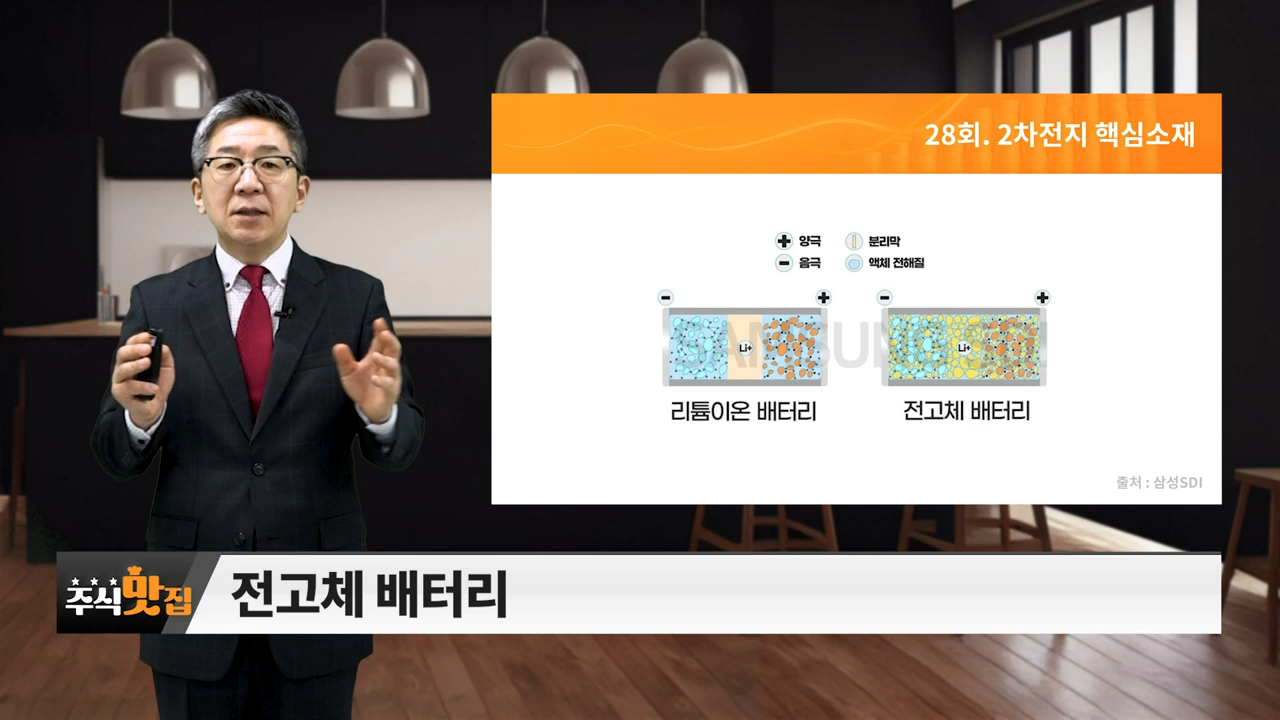 28회. 2차전지 핵심소재
+ 양극 분리막
- 음극 액체 전해질
- + - +
Li+ Li+
SAMSUNG SDI
리튬이온 배터리 전고체 배터리
출처 : 삼성SDI
주식맛집 전고체 배터리